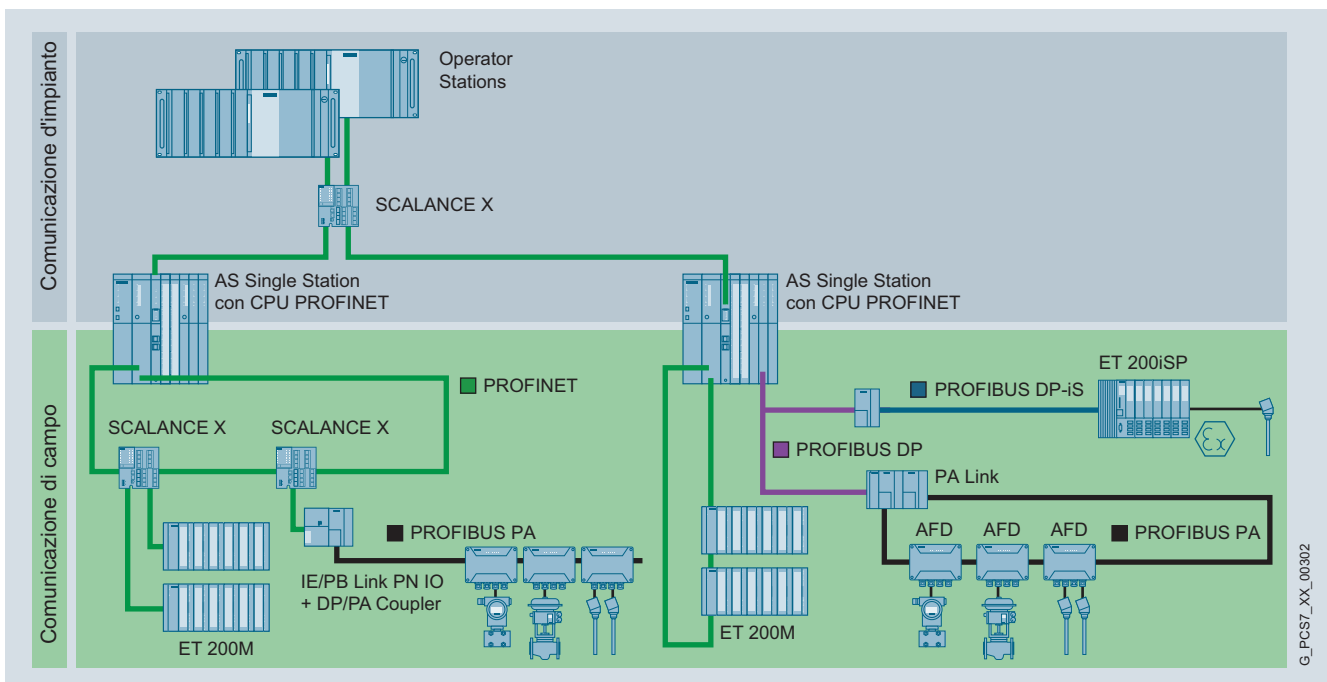 Comunicazione d'impianto
Operator
Stations
SCALANCE X
AS Single Station
con CPU PROFINET
AS Single Station
con CPU PROFINET
Comunicazione di campo
PROFINET
SCALANCE X
SCALANCE X
PROFIBUS PA
IE/PB Link PN IO
+ DP/PA Coupler
ET 200M
ET 200iSP
PROFIBUS DP-iS
εx
PROFIBUS DP
PA Link
AFD
AFD
AFD
PROFIBUS PA
ET 200M
G_PCS7_XX_00302